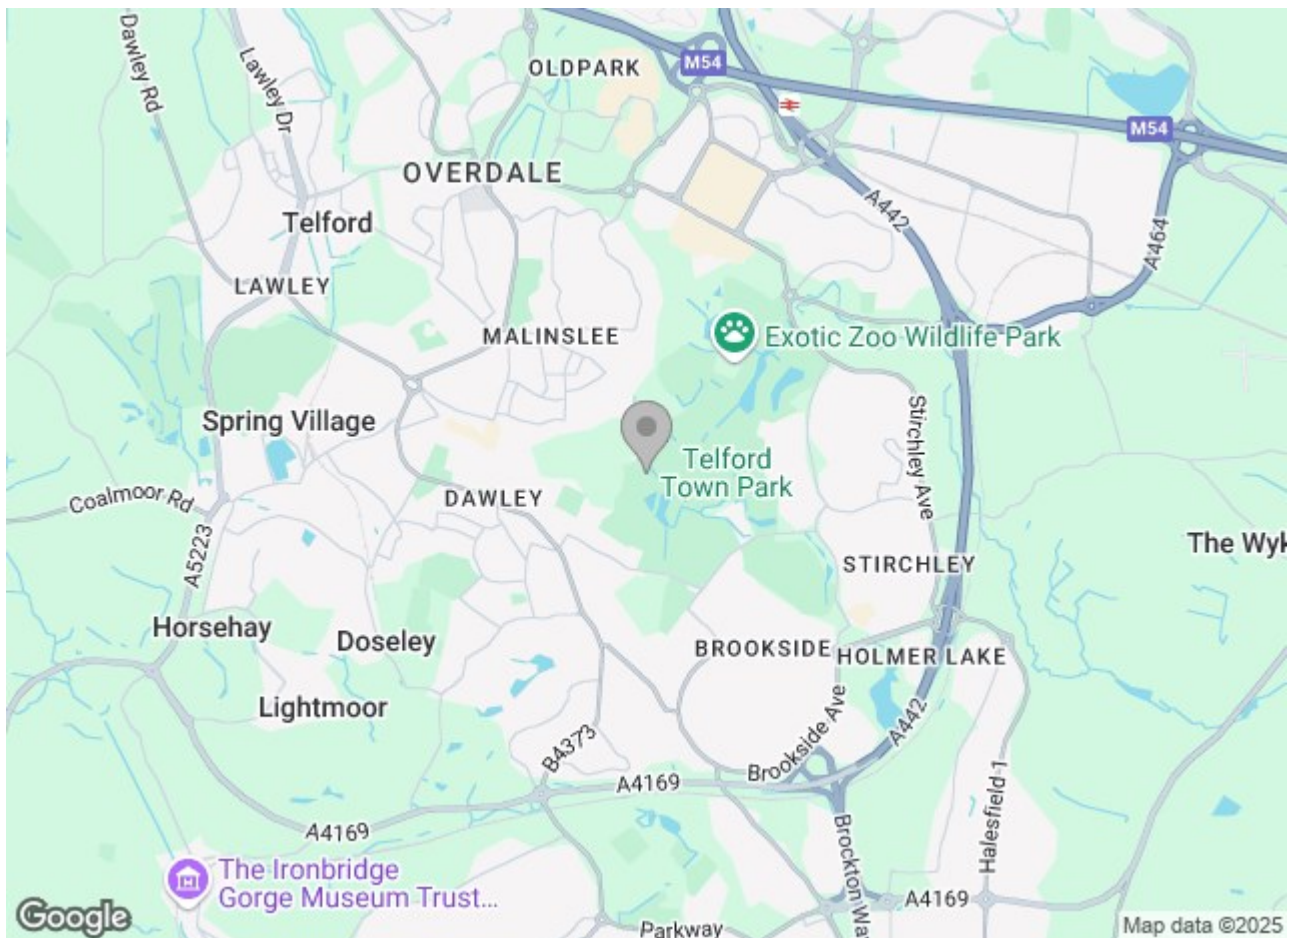 Dawley Rd
Lawley Dr
OLDPARK
M54
M54
OVERDALE
A442
Telford
A464
LAWLEY
MALINSLEE
Exotic Zoo Wildlife Park
Spring Village
Stirchley Ave
Telford
Town Park
Coalmoor Rd
DAWLEY
A5223
The Wyk
STIRCHLEY
Horsehay
Doseley
BROOKSIDE
HOLMER LAKE
Lightmoor
Brookside Ave
A442
B4373
A4169
Halesfield 1
A4169
Brockton Wa
The Ironbridge
Gorge Museum Trust...
A4169
Google
Parkway
Map data ©2025